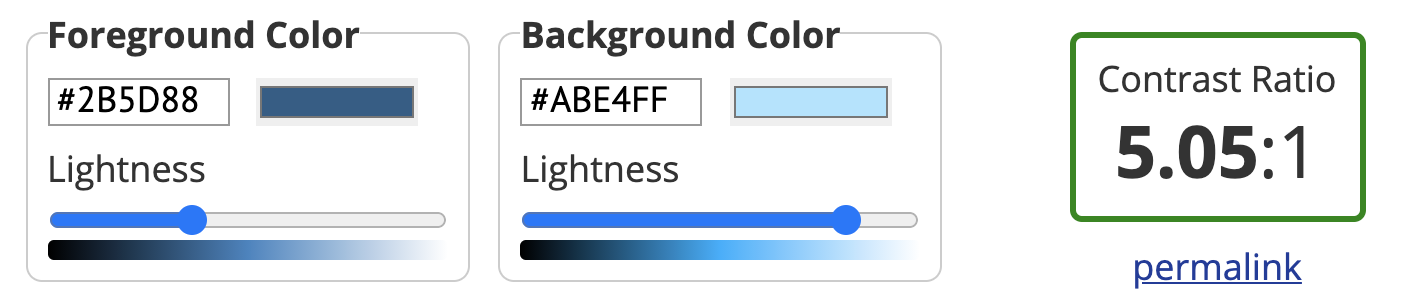 Foreground Color
#2B5D88
Lightness
Background Color
#ABE4FF
Lightness
Contrast Ratio
5.05:1
permalink